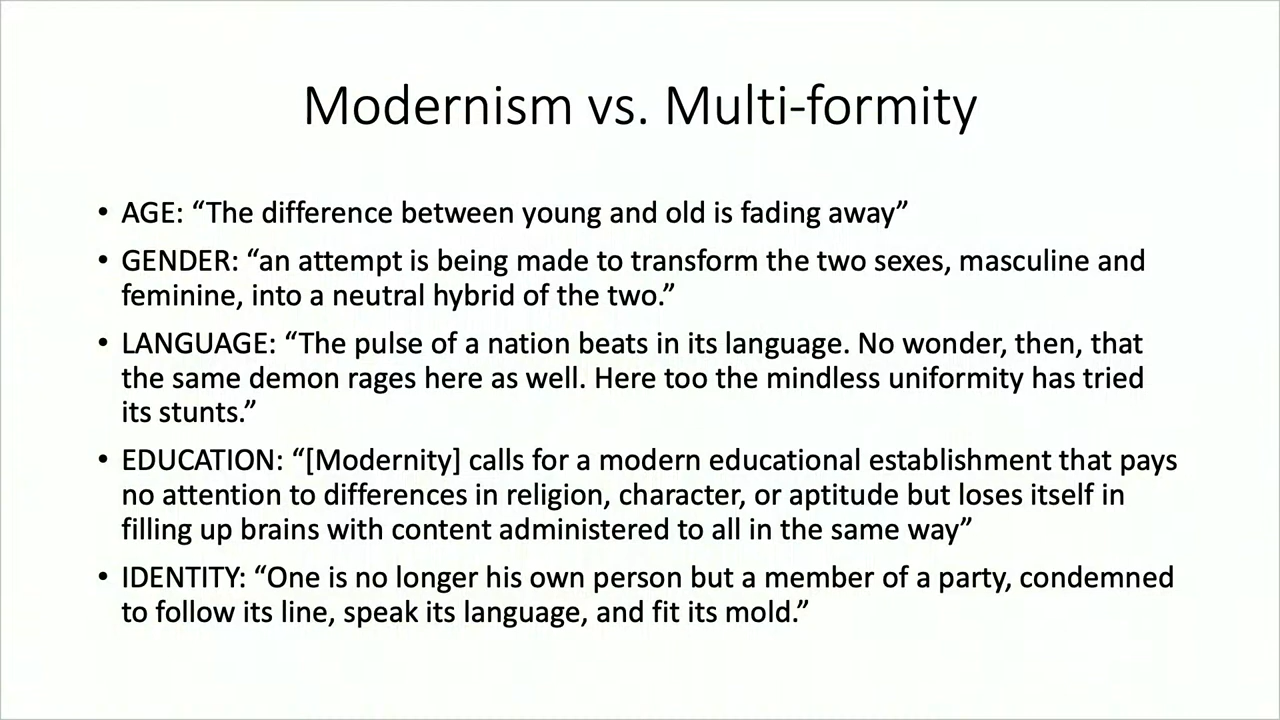 Modernism vs. Multi-formity
• AGE: “The difference between young and old is fading away”
• GENDER: “an attempt is being made to transform the two sexes, masculine and
feminine, into a neutral hybrid of the two.”
• LANGUAGE: “The pulse of a nation beats in its language. No wonder, then, that
the same demon rages here as well. Here too the mindless uniformity has tried
its stunts.”
• EDUCATION: “[Modernity] calls for a modern educational establishment that pays
no attention to differences in religion, character, or aptitude but loses itself in
filling up brains with content administered to all in the same way”
• IDENTITY: “One is no longer his own person but a member of a party, condemned
to follow its line, speak its language, and fit its mold.”